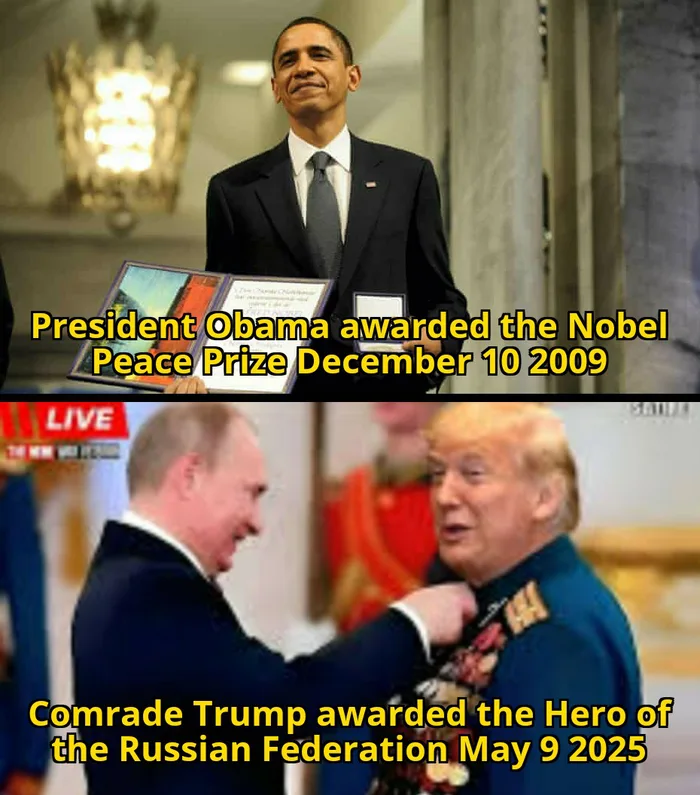 President Obama awarded the Nobel
Peace Prize December 10 2009
LIVE
Comrade Trump awarded the Hero of
the Russian Federation May 9 2025